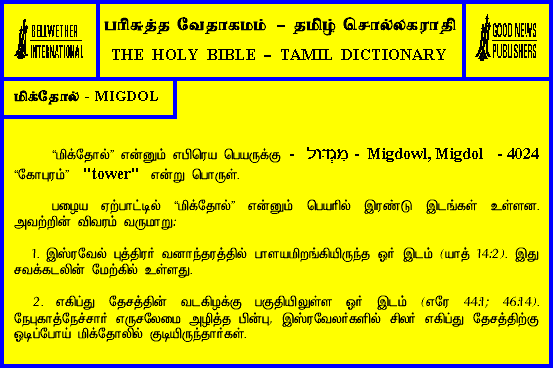 BELLWETHER
INTERNATIONAL
பரிசுத்த வேதாகமம் – தமிழ் சொல்லகராதி
THE HOLY BIBLE – TAMIL DICTIONARY
GOOD NEWS
PUBLISHERS
மிக்தோல் - MIGDOL
“மிக்தோல்” என்னும் எபிரெய பெயருக்கு - מִגְדּוֹל - Migdowl, Migdol - 4024
“கோபுரம்” "tower" என்று பொருள்.
பழைய ஏற்பாட்டில் “மிக்தோல்” என்னும் பெயரில் இரண்டு இடங்கள் உள்ளன.
அவற்றின் விவரம் வருமாறு:
1. இஸ்ரவேல் புத்திரர் வனாந்தரத்தில் பாளயமிறங்கியிருந்த ஓர் இடம் (யாத் 14:2). இது
சவக்கடலின் மேற்கில் உள்ளது.
2. எகிப்து தேசத்தின் வடகிழக்கு பகுதியிலுள்ள ஓர் இடம் (எரே 44:1; 46:14).
நேபுகாத்நேச்சார் எருசலேமை அழித்த பின்பு, இஸ்ரவேலர்களில் சிலர் எகிப்து தேசத்திற்கு
ஓடிப்போய் மிக்தோலில் குடியிருந்தார்கள்.